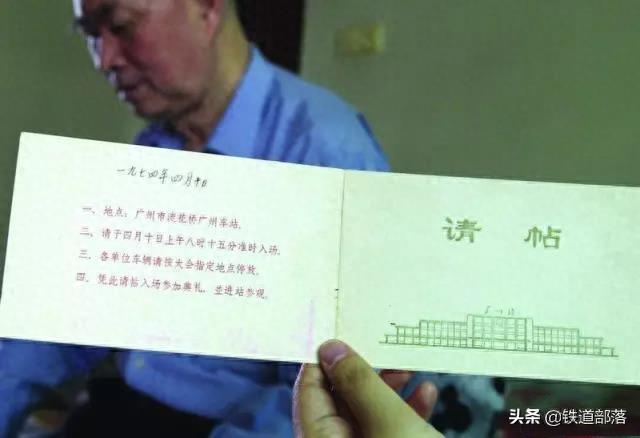 一九七四年四月十日
一、地点：广州市流花桥广州车站。
二、请于四月十日上午八时十五分准时入场。
三、各单位车辆请按大会指定地点停放。
四、凭此请帖入场参加典礼，並进站参观。
请帖
头条 @铁道部落